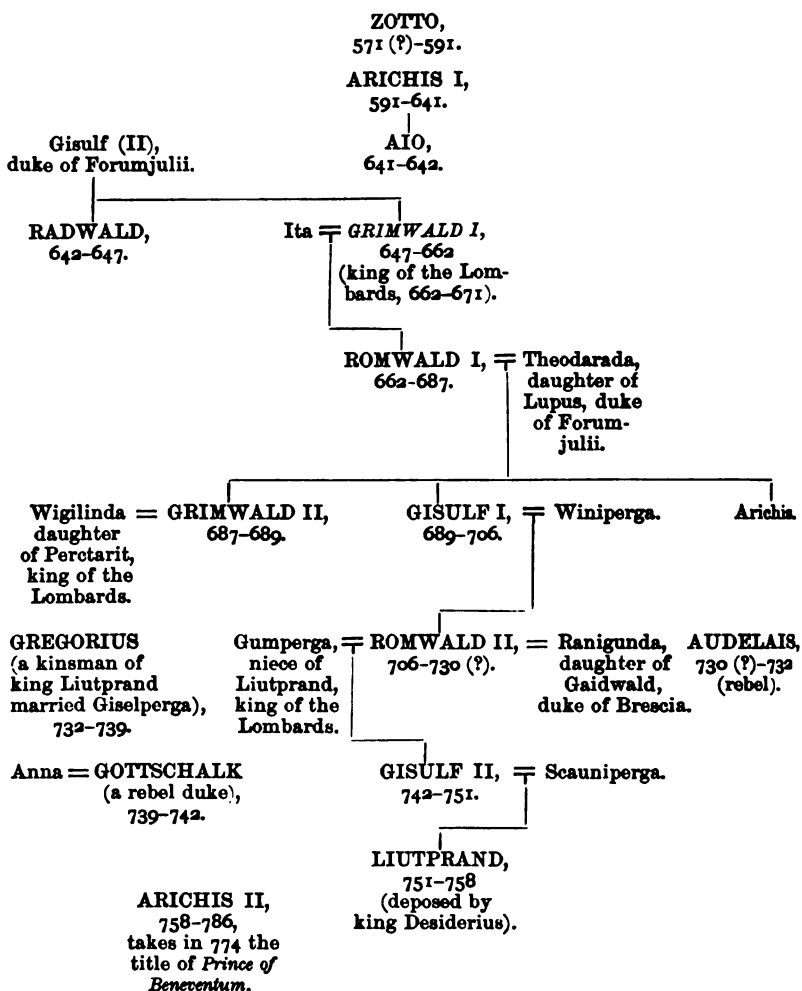 ZOTTO,
571 (?)–591.
ARICHIS I,
591–641.
AIO,
641–642.
Gisulf (II),
duke of Forumjulii.
RADWALD,
642–647.
Ita = GRIMWALD I,
647–662
(king of the Lom-
bards, 662–671).
ROMWALD I, =
662–687.
Theodarada,
daughter of
Lupus, duke
of Forum-
julii.
Wigilinda =
daughter
of Perctarit,
king of the
Lombards.
GRIMWALD II,
687–689.
GISULF I, = Winiperga.
689–706.
Arichis.
GREGORIUS
(a kinsman of
king Liutprand
married Giselperga),
732–739.
Gumperga, =
niece of
Liutprand,
king of the
Lombards.
ROMWALD II, =
706–730 (?).
Ranigunda,
daughter of
Gaidwald,
duke of Brescia.
AUDELAIS,
730 (?)–732
(rebel).
Anna = GOTTSCHALK
(a rebel duke),
739–742.
GISULF II, = Scauniperga.
742–751.
LIUTPRAND,
751–758
(deposed by
king Desiderius).
ARICHIS II,
758–786,
takes in 774 the
title of Prince of
Beneventum.